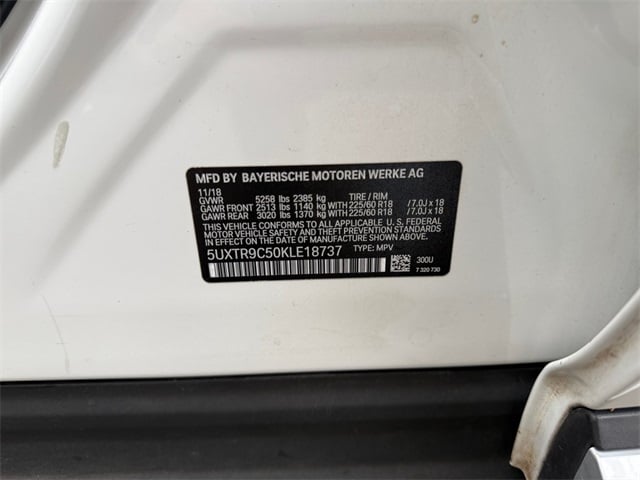 MFD BY BAYERISCHE MOTOREN WERKE AG
11/18
GVWR 5258 lbs 2385 kg TIRE / RIM
GAWR FRONT 2513 lbs 1140 kg WITH 225/60 R18 / 7.0J x 18
GAWR REAR 3020 lbs 1370 kg WITH 225/60 R18 / 7.0J x 18
THIS VEHICLE CONFORMS TO ALL APPLICABLE U. S. FEDERAL
MOTOR VEHICLE SAFETY, BUMPER, AND THEFT PREVENTION
STANDARDS IN EFFECT ON THE DATE OF MANUFACTURE SHOWN ABOVE.
5UXTR9C50KLE18737 TYPE: MPV
300U
7 320 730